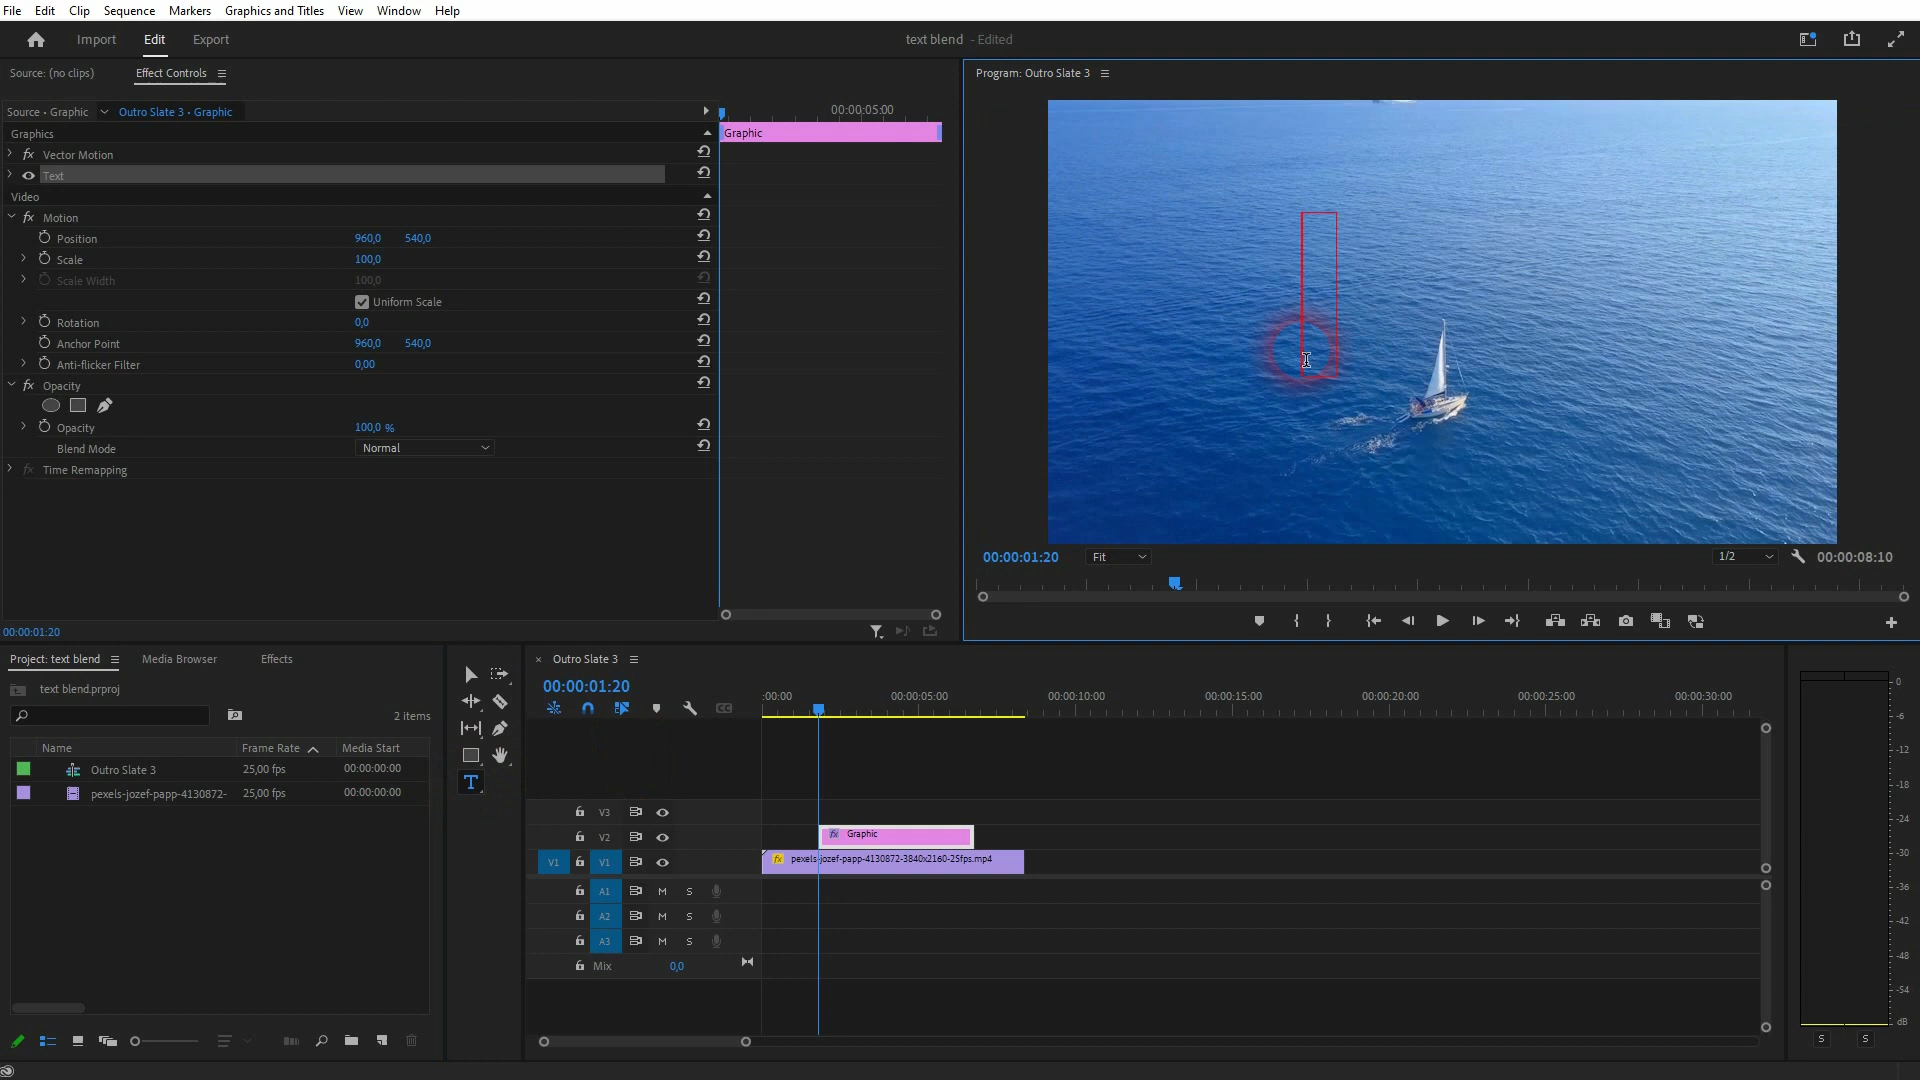 File Edit Clip Sequence Markers Graphics and Titles View Window Help
Import Edit Export
text blend - Edited
Source: (no clips) Effect Controls
Program: Outro Slate 3
Source • Graphic Outro Slate 3 • Graphic
00:00:05:00
Graphics
Graphic
fx Vector Motion
Text
Video
fx Motion
Position 960,0 540,0
Scale 100,0
Scale Width 100,0
Uniform Scale
Rotation 0,0
Anchor Point 960,0 540,0
Anti-flicker Filter 0,00
fx Opacity
Opacity 100,0 %
Blend Mode Normal
fx Time Remapping
00:00:01:20
00:00:01:20 Fit 1/2 00:00:08:10
Project: text blend Media Browser Effects
text blend.prproj
2 items
Name Frame Rate Media Start
Outro Slate 3 25,00 fps 00:00:00:00
pexels-jozef-papp-4130872- 25,00 fps 00:00:00:00
T
× Outro Slate 3
00:00:01:20
:00:00 00:00:05:00 00:00:10:00 00:00:15:00 00:00:20:00 00:00:25:00 00:00:30:00
CC
V3
V2 fx Graphic
V1 V1 fx pexels-jozef-papp-4130872-3840x2160-25fps.mp4
A1 M S
A2 M S
A3 M S
Mix 0,0
0
-6
-12
-18
-24
-30
-36
-42
-48
-54
dB
S S